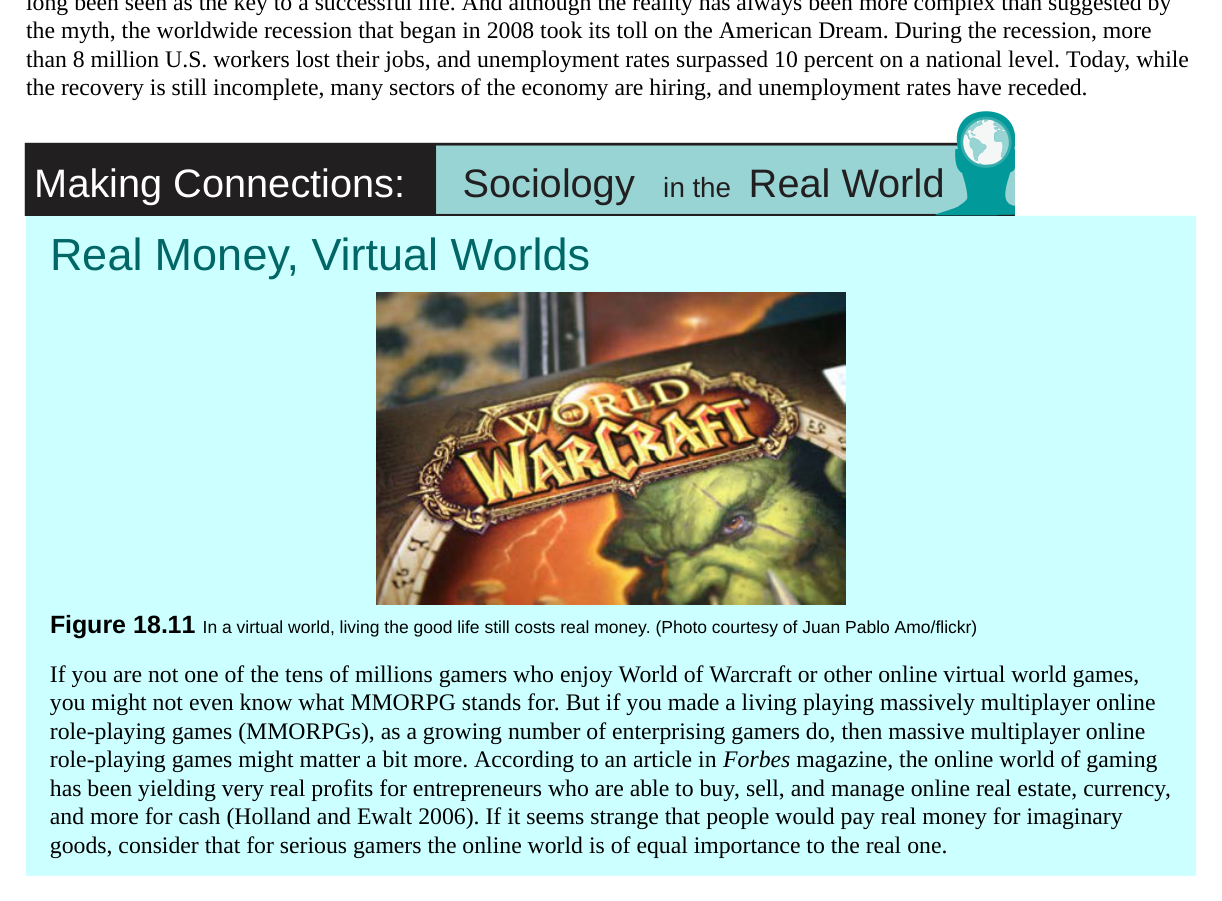 long been seen as the key to a successful life. And although the reality has always been more complex than suggested by
the myth, the worldwide recession that began in 2008 took its toll on the American Dream. During the recession, more
than 8 million U.S. workers lost their jobs, and unemployment rates surpassed 10 percent on a national level. Today, while
the recovery is still incomplete, many sectors of the economy are hiring, and unemployment rates have receded.
Making Connections: Sociology in the Real World
Real Money, Virtual Worlds
WORLD
OF
WARCRAFT
Figure 18.11 In a virtual world, living the good life still costs real money. (Photo courtesy of Juan Pablo Amo/flickr)
If you are not one of the tens of millions gamers who enjoy World of Warcraft or other online virtual world games,
you might not even know what MMORPG stands for. But if you made a living playing massively multiplayer online
role-playing games (MMORPGs), as a growing number of enterprising gamers do, then massive multiplayer online
role-playing games might matter a bit more. According to an article in Forbes magazine, the online world of gaming
has been yielding very real profits for entrepreneurs who are able to buy, sell, and manage online real estate, currency,
and more for cash (Holland and Ewalt 2006). If it seems strange that people would pay real money for imaginary
goods, consider that for serious gamers the online world is of equal importance to the real one.